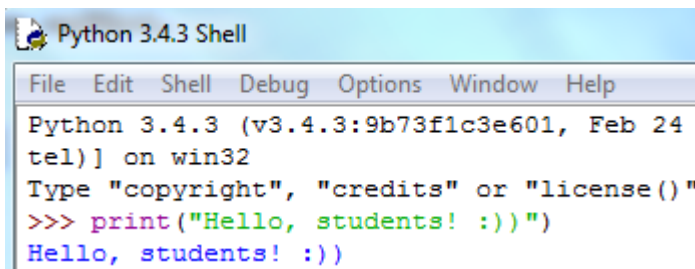 Python 3.4.3 Shell
File Edit Shell Debug Options Window Help
Python 3.4.3 (v3.4.3:9b73f1c3e601, Feb 24
tel)] on win32
Type "copyright", "credits" or "license()"
>>> print("Hello, students! :))")
Hello, students! :))